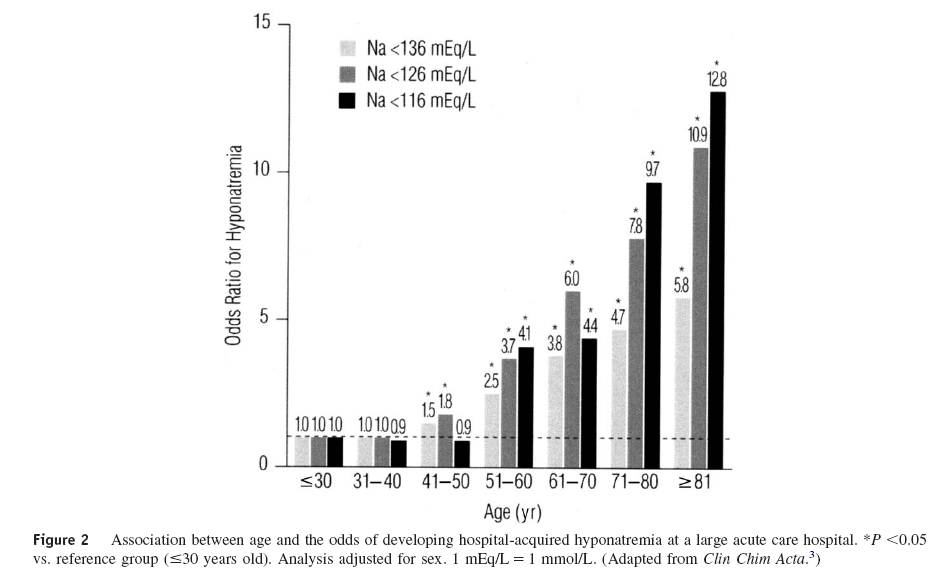 15
Na <136 mEq/L
Na <126 mEq/L
Na <116 mEq/L
10
5
0
Odds Ratio for Hyponatremia
1.0 1.0 1.0
1.0 1.0 0.9
* 1.5 * 1.8 0.9
* 2.5 * 3.7 * 4.1
* 3.8 * 6.0 * 4.4
* 4.7 * 7.8 * 9.7
* 5.8 * 10.9 * 12.8
≤30 31–40 41–50 51–60 61–70 71–80 ≥81
Age (yr)
Figure 2 Association between age and the odds of developing hospital-acquired hyponatremia at a large acute care hospital. *P <0.05
vs. reference group (≤30 years old). Analysis adjusted for sex. 1 mEq/L = 1 mmol/L. (Adapted from Clin Chim Acta.3)